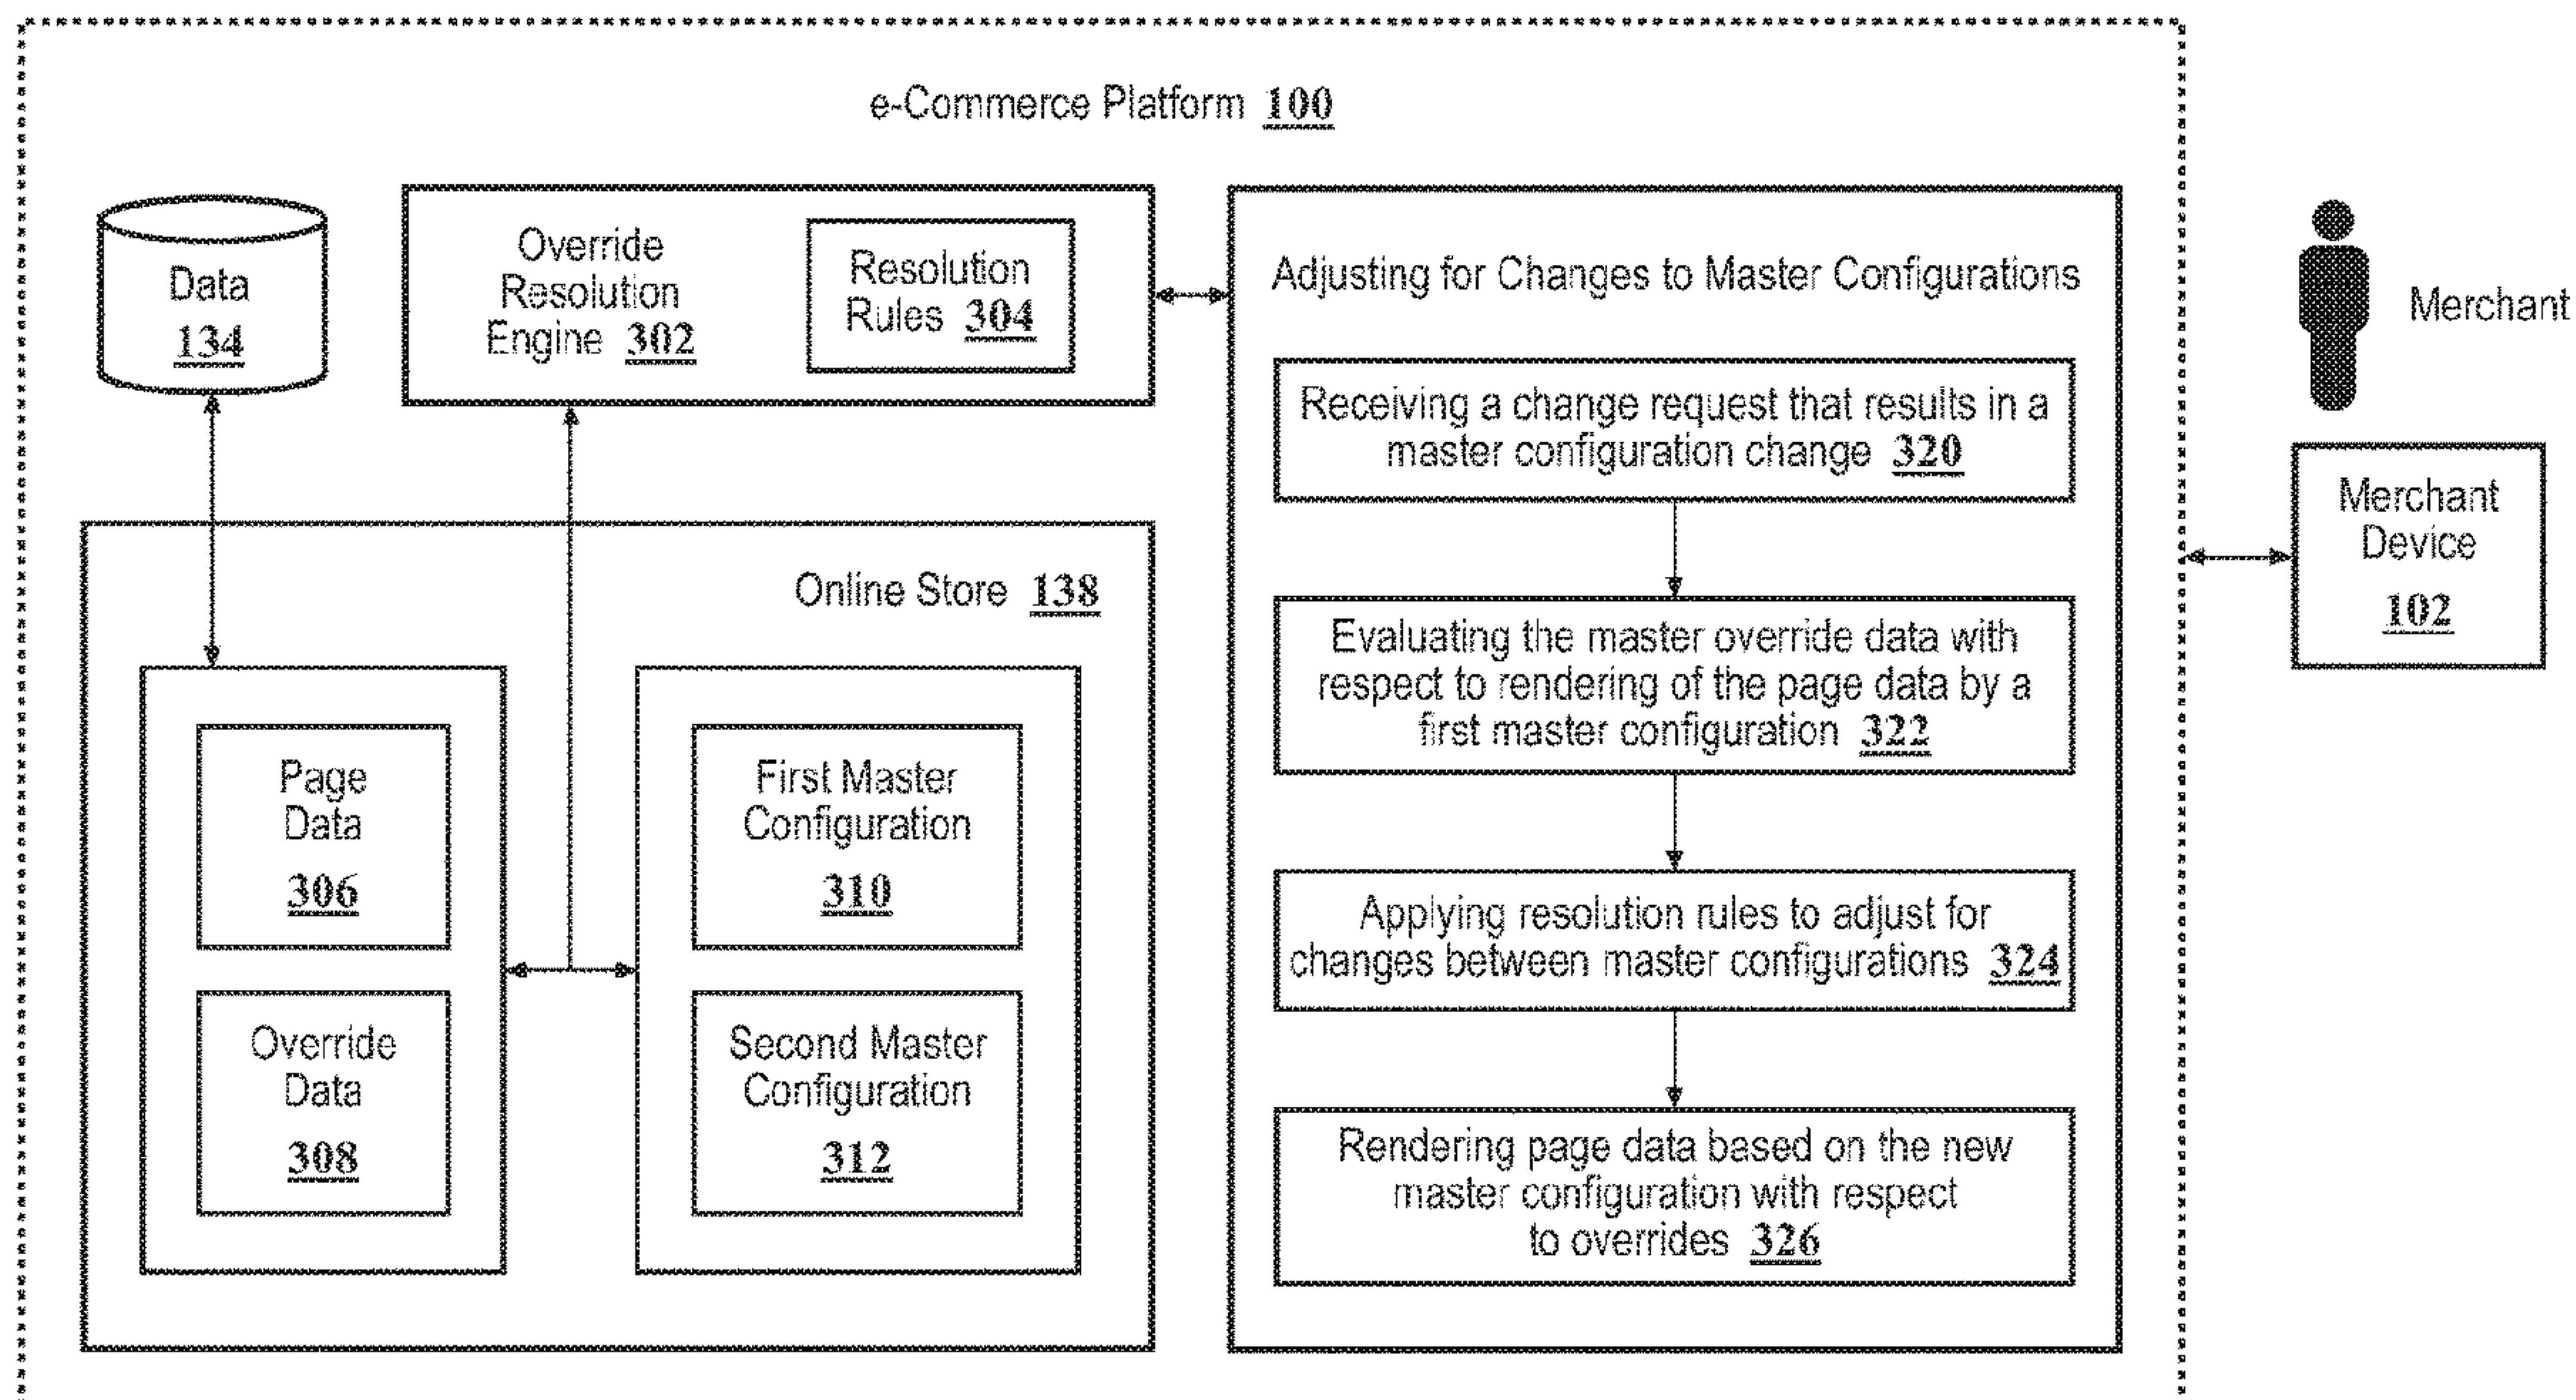 e-Commerce Platform 100
Data
134
Override
Resolution
Engine 302
Resolution
Rules 304
Online Store 138
Page
Data
306
Override
Data
308
First Master
Configuration
310
Second Master
Configuration
312
Adjusting for Changes to Master Configurations
Receiving a change request that results in a
master configuration change 320
Evaluating the master override data with
respect to rendering of the page data by a
first master configuration 322
Applying resolution rules to adjust for
changes between master configurations 324
Rendering page data based on the new
master configuration with respect
to overrides 326
Merchant
Merchant
Device
102